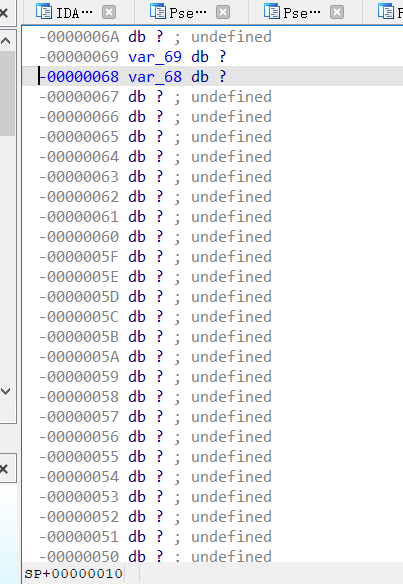 IDA… Pse… Pse… F
-0000006A db ? ; undefined
-00000069 var_69 db ?
-00000068 var_68 db ?
-00000067 db ? ; undefined
-00000066 db ? ; undefined
-00000065 db ? ; undefined
-00000064 db ? ; undefined
-00000063 db ? ; undefined
-00000062 db ? ; undefined
-00000061 db ? ; undefined
-00000060 db ? ; undefined
-0000005F db ? ; undefined
-0000005E db ? ; undefined
-0000005D db ? ; undefined
-0000005C db ? ; undefined
-0000005B db ? ; undefined
-0000005A db ? ; undefined
-00000059 db ? ; undefined
-00000058 db ? ; undefined
-00000057 db ? ; undefined
-00000056 db ? ; undefined
-00000055 db ? ; undefined
-00000054 db ? ; undefined
-00000053 db ? ; undefined
-00000052 db ? ; undefined
-00000051 db ? ; undefined
-00000050 db ? ; undefined
SP+00000010